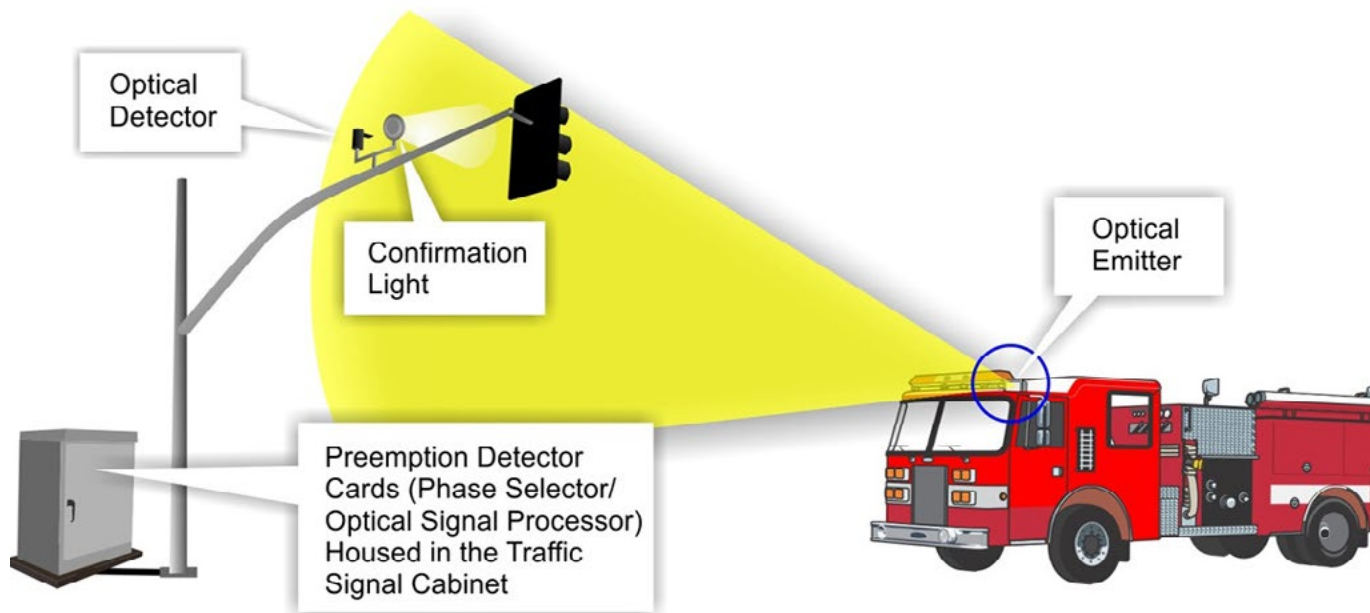 Optical
Detector
Confirmation
Light
Optical
Emitter
Preemption Detector
Cards (Phase Selector/
Optical Signal Processor)
Housed in the Traffic
Signal Cabinet